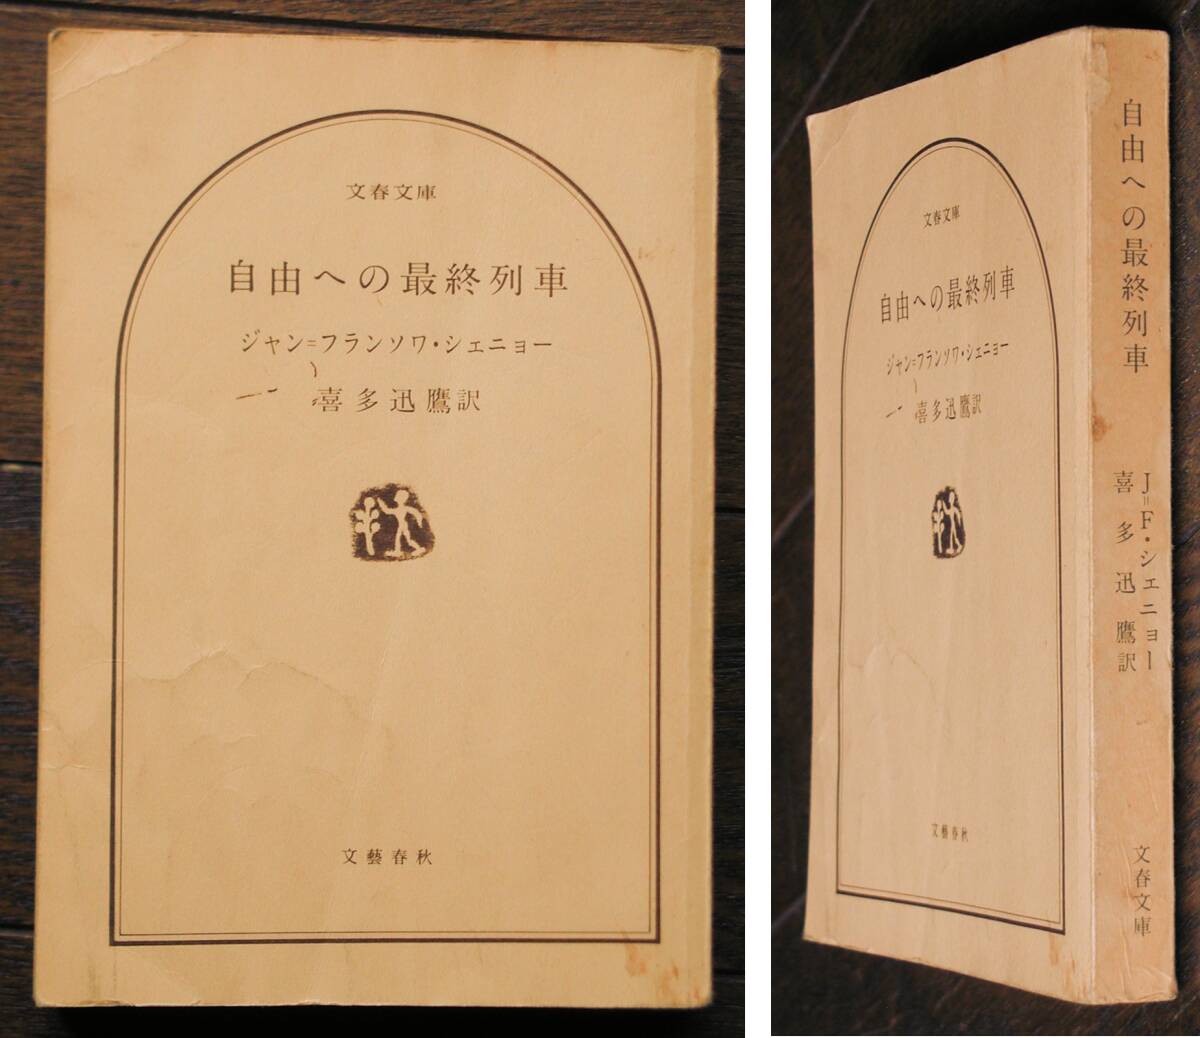 文春文庫
自由への最終列車
ジャン=フランソワ・シェニョー
喜多迅鷹訳
文藝春秋
文春文庫
自由への最終列車
ジャン=フランソワ・シェニョー
喜多迅鷹訳
文藝春秋
自由への最終列車
J=F・シェニョー
喜多迅鷹訳
文春文庫